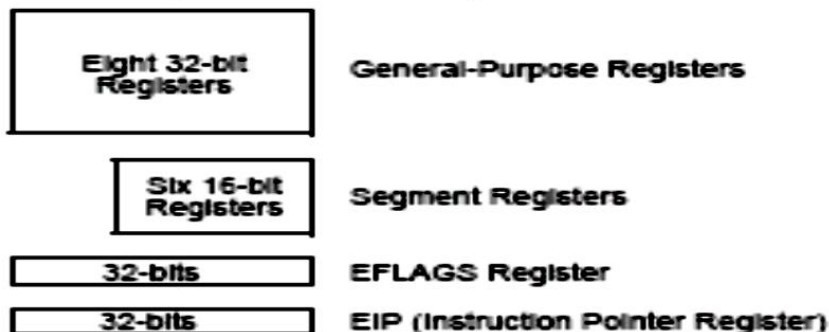 Eight 32-bit
Registers
General-Purpose Registers
Six 16-bit
Registers
Segment Registers
32-bits
EFLAGS Register
32-bits
EIP (Instruction Pointer Register)